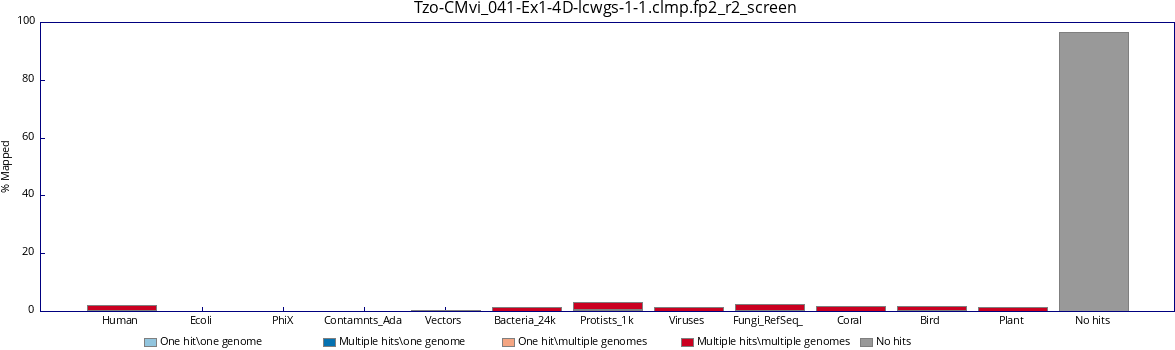 Tzo-CMvi_041-Ex1-4D-lcwgs-1-1.clmp.fp2_r2_screen
100
80
60
40
20
0
% Mapped
Human Ecoli PhiX Contamnts_Ada Vectors Bacteria_24k Protists_1k Viruses Fungi_RefSeq_ Coral Bird Plant No hits
One hit\one genome Multiple hits\one genome One hit\multiple genomes Multiple hits\multiple genomes No hits